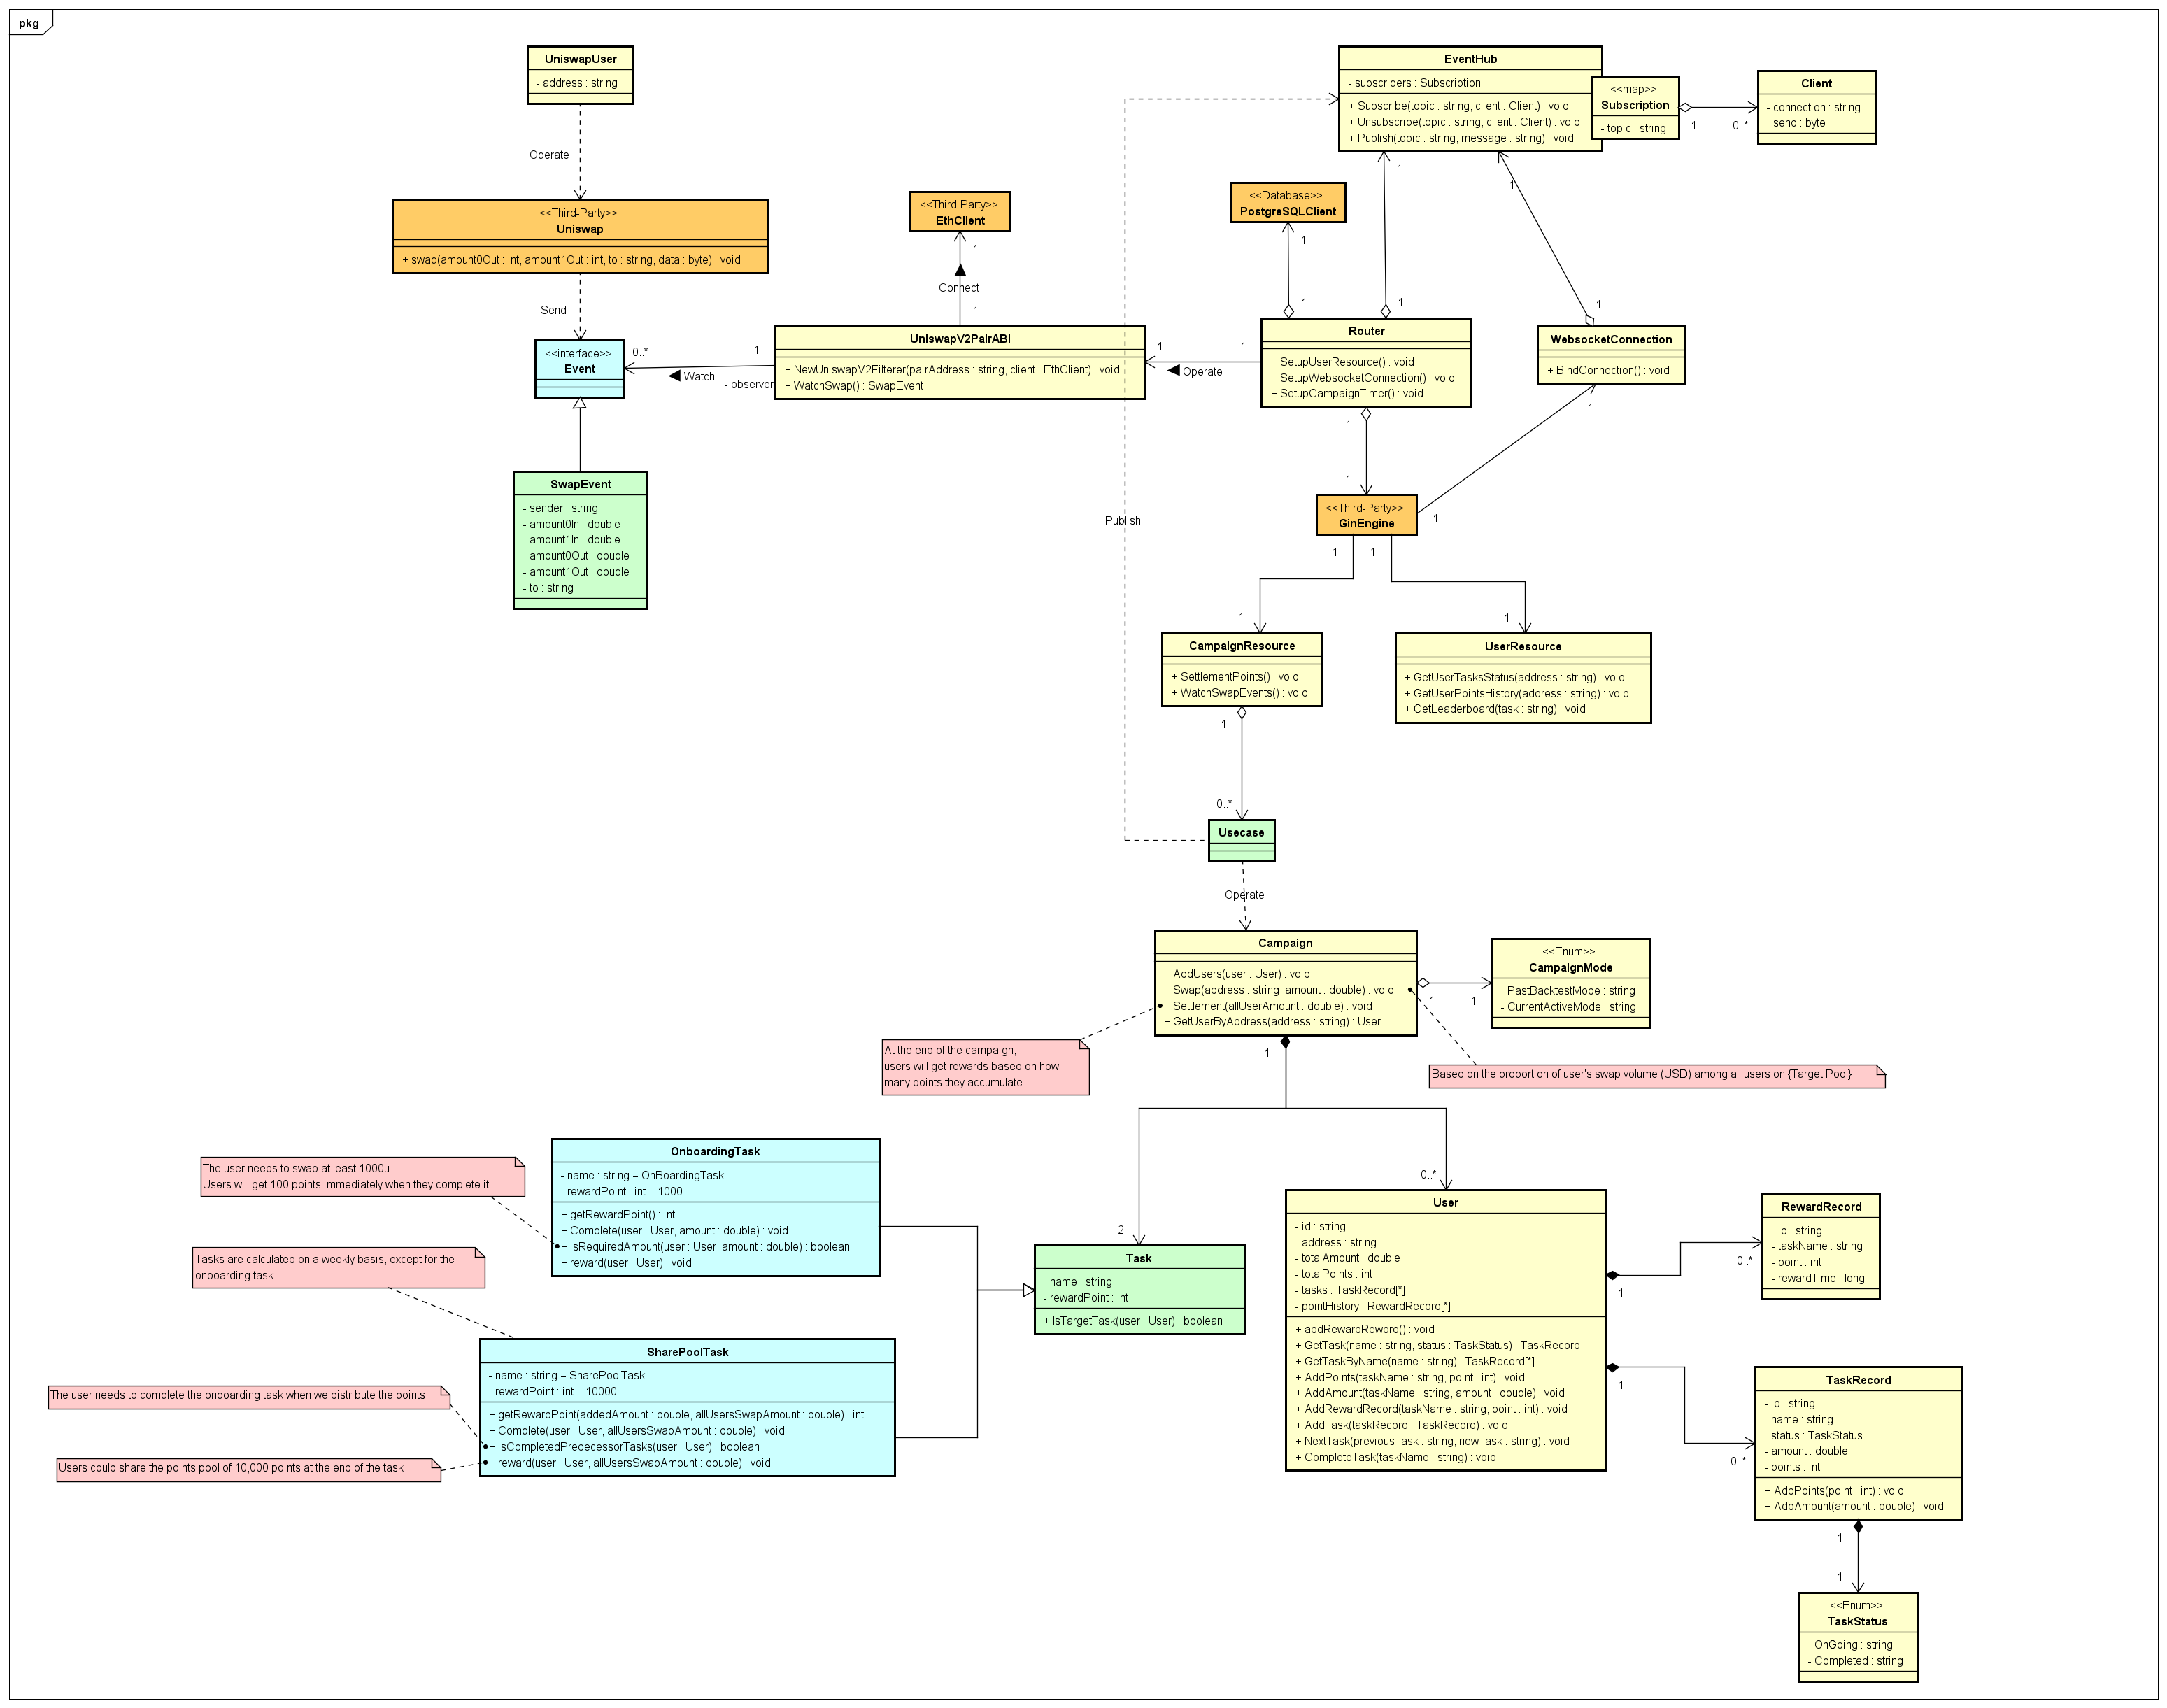 pkg
UniswapUser
- address : string
Operate
<<Third-Party>>
Uniswap
+ swap(amount0Out : int, amount1Out : int, to : string, data : byte) : void
Send
<<interface>>
Event
0..*
1
Watch
- observer
SwapEvent
- sender : string
- amount0In : double
- amount1In : double
- amount0Out : double
- amount1Out : double
- to : string
<<Third-Party>>
EthClient
1
Connect
1
UniswapV2PairABI
+ NewUniswapV2Filterer(pairAddress : string, client : EthClient) : void
+ WatchSwap() : SwapEvent
1
1
Operate
EventHub
- subscribers : Subscription
+ Subscribe(topic : string, client : Client) : void
+ Unsubscribe(topic : string, client : Client) : void
+ Publish(topic : string, message : string) : void
<<map>>
Subscription
- topic : string
1
0..*
Client
- connection : string
- send : byte
<<Database>>
PostgreSQLClient
1
1
1
1
1
1
Router
+ SetupUserResource() : void
+ SetupWebsocketConnection() : void
+ SetupCampaignTimer() : void
WebsocketConnection
+ BindConnection() : void
1
1
1
1
<<Third-Party>>
GinEngine
Publish
1
1
1
1
CampaignResource
+ SettlementPoints() : void
+ WatchSwapEvents() : void
UserResource
+ GetUserTasksStatus(address : string) : void
+ GetUserPointsHistory(address : string) : void
+ GetLeaderboard(task : string) : void
1
0..*
Usecase
Operate
Campaign
+ AddUsers(user : User) : void
+ Swap(address : string, amount : double) : void
+ Settlement(allUserAmount : double) : void
+ GetUserByAddress(address : string) : User
1
1
<<Enum>>
CampaignMode
- PastBacktestMode : string
- CurrentActiveMode : string
At the end of the campaign,
users will get rewards based on how
many points they accumulate.
Based on the proportion of user's swap volume (USD) among all users on {Target Pool}
1
2
0..*
The user needs to swap at least 1000u
Users will get 100 points immediately when they complete it
OnboardingTask
- name : string = OnBoardingTask
- rewardPoint : int = 1000
+ getRewardPoint() : int
+ Complete(user : User, amount : double) : void
+ isRequiredAmount(user : User, amount : double) : boolean
+ reward(user : User) : void
Tasks are calculated on a weekly basis, except for the
onboarding task.
Task
- name : string
- rewardPoint : int
+ IsTargetTask(user : User) : boolean
SharePoolTask
- name : string = SharePoolTask
- rewardPoint : int = 10000
+ getRewardPoint(addedAmount : double, allUsersSwapAmount : double) : int
+ Complete(user : User, allUsersSwapAmount : double) : void
+ isCompletedPredecessorTasks(user : User) : boolean
+ reward(user : User, allUsersSwapAmount : double) : void
The user needs to complete the onboarding task when we distribute the points
Users could share the points pool of 10,000 points at the end of the task
User
- id : string
- address : string
- totalAmount : double
- totalPoints : int
- tasks : TaskRecord[*]
- pointHistory : RewardRecord[*]
+ addRewardReword() : void
+ GetTask(name : string, status : TaskStatus) : TaskRecord
+ GetTaskByName(name : string) : TaskRecord[*]
+ AddPoints(taskName : string, point : int) : void
+ AddAmount(taskName : string, amount : double) : void
+ AddRewardRecord(taskName : string, point : int) : void
+ AddTask(taskRecord : TaskRecord) : void
+ NextTask(previousTask : string, newTask : string) : void
+ CompleteTask(taskName : string) : void
1
0..*
RewardRecord
- id : string
- taskName : string
- point : int
- rewardTime : long
1
0..*
TaskRecord
- id : string
- name : string
- status : TaskStatus
- amount : double
- points : int
+ AddPoints(point : int) : void
+ AddAmount(amount : double) : void
1
1
<<Enum>>
TaskStatus
- OnGoing : string
- Completed : string